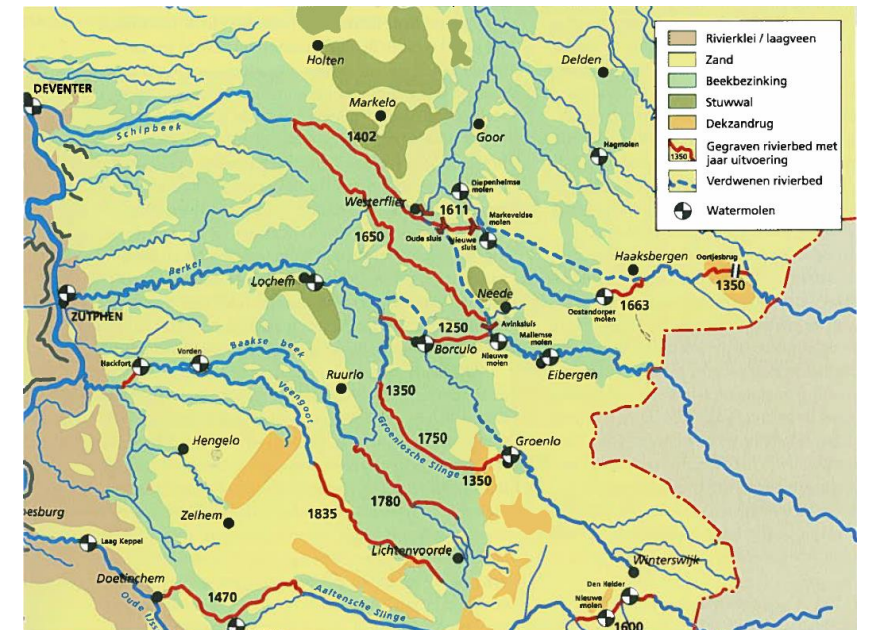 Holten
Delden
DEVENTER
Markelo
Schipbeek
1402
Goor
Hagmolen
Diepenheimse
molen
Westerflier
1611
Markeveldse
molen
Oude sluis
Nieuwe
sluis
1650
Haaksbergen
Oortjesbrug
Berkel
Lochem
1350
Neede
Oostendorper
molen
1663
ZUTPHEN
1250
Avinksluis
Mallemse
molen
Borculo
Nieuwe
molen
Eibergen
Hackfort
Vorden
Baakse beek
Ruurlo
Veengoot
1350
Groenlosche Slinge
1750
Hengelo
Groenlo
1350
1780
1835
Zelhem
esburg
Laag Keppel
Lichtenvoorde
Winterswijk
Doetinchem
1470
Aaltensche Slinge
Den Helder
Nieuwe
molen
1600
Oude IJss
Rivierklei / laagveen
Zand
Beekbezinking
Stuwwal
Dekzandrug
Gegraven rivierbed met
jaar uitvoering
1350
Verdwenen rivierbed
Watermolen